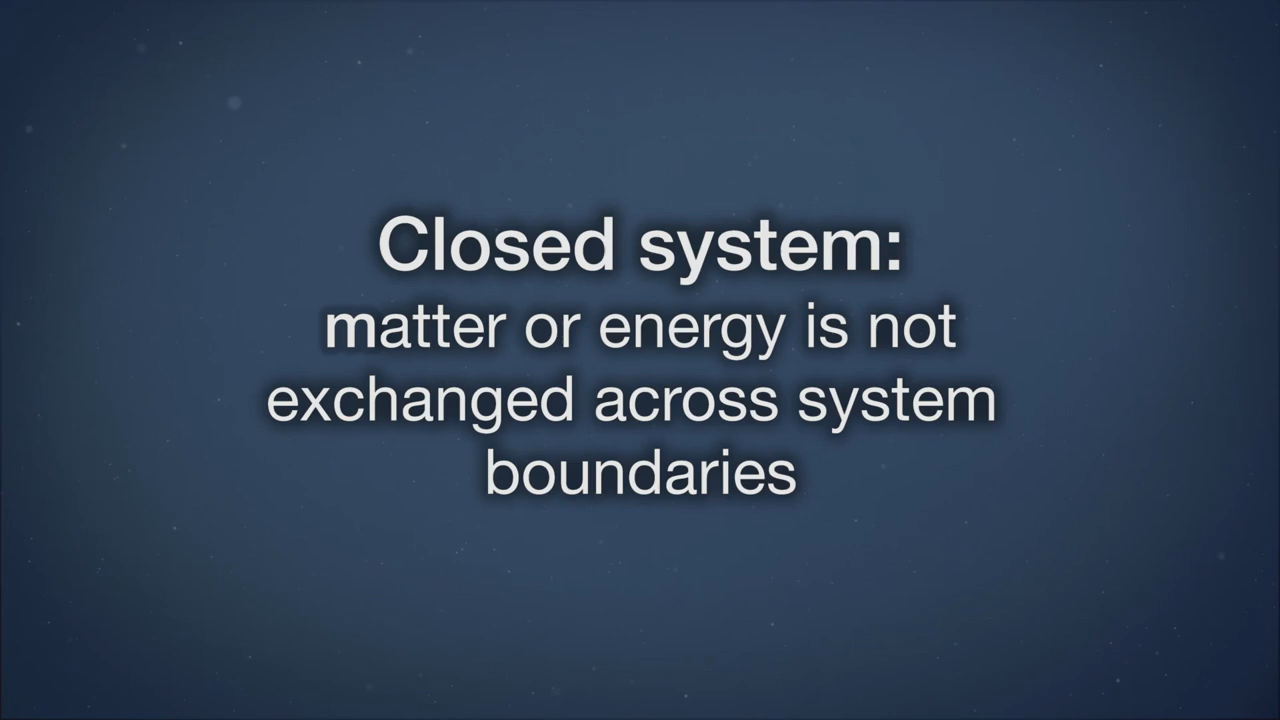 Closed system:
matter or energy is not
exchanged across system
boundaries